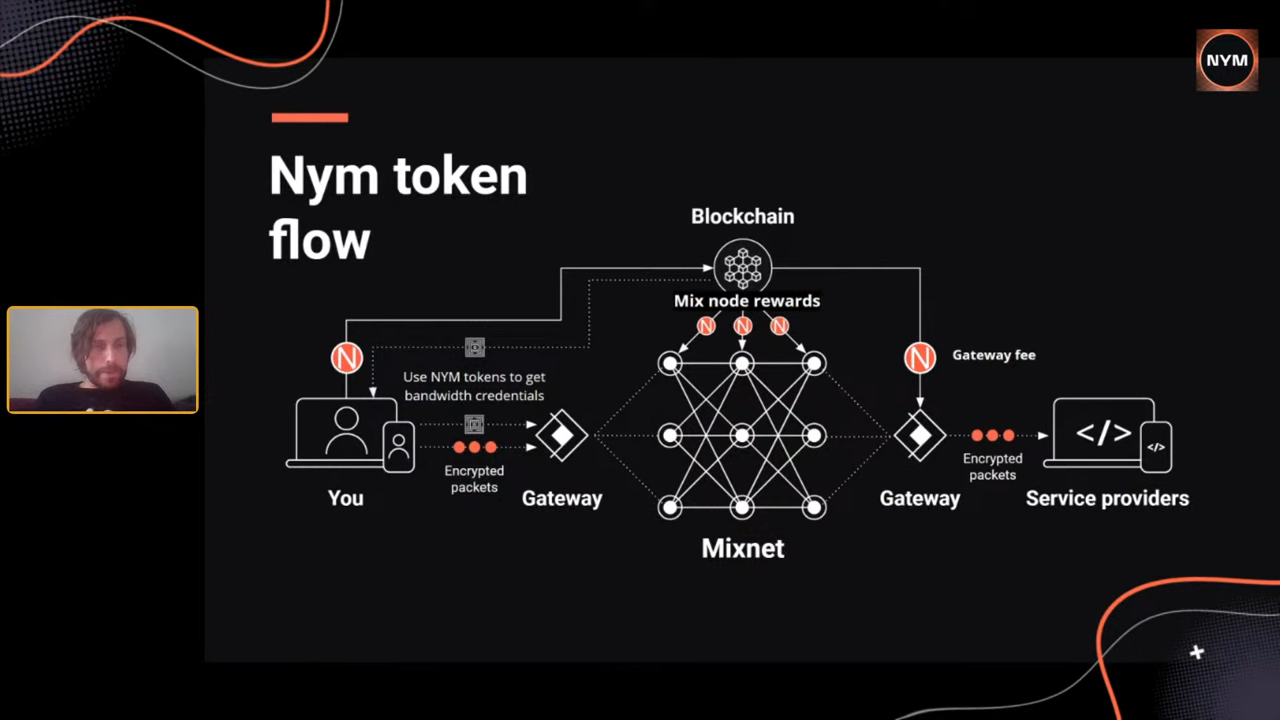 NYM
Nym token
flow
Blockchain
Mix node rewards
N
N
N
N
N
Gateway fee
Use NYM tokens to get
bandwidth credentials
Encrypted
packets
Encrypted
packets
</>
</>
You
Gateway
Gateway
Service providers
Mixnet